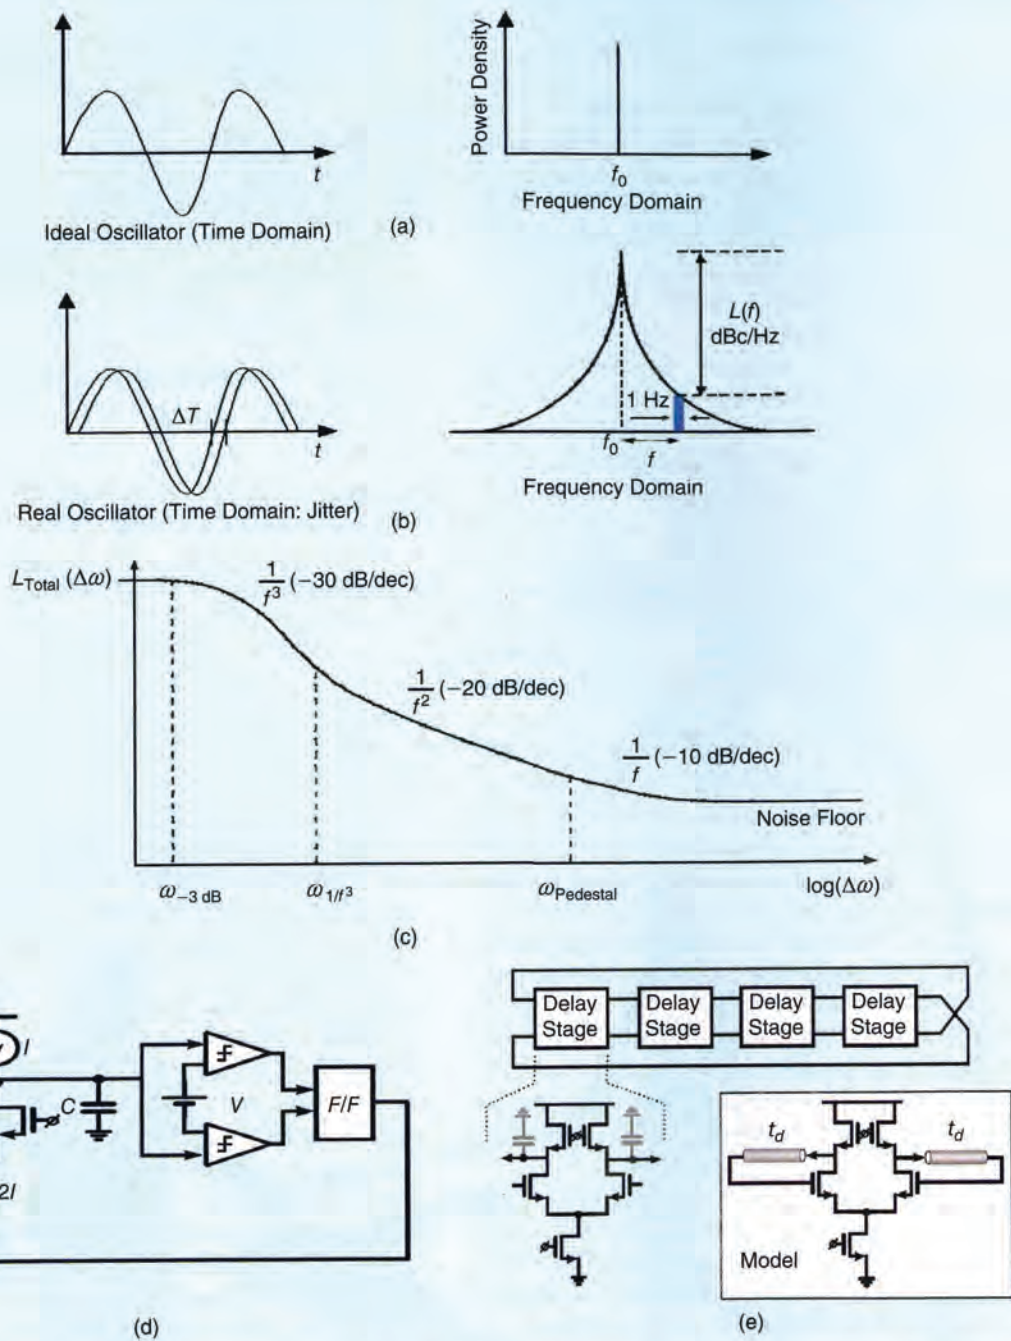 Power Density
t
f0
Frequency Domain
Ideal Oscillator (Time Domain)
(a)
L(f)
dBc/Hz
ΔT
1 Hz
t
f0
f
Frequency Domain
Real Oscillator (Time Domain: Jitter)
(b)
LTotal (Δω)
1/f³ (−30 dB/dec)
1/f² (−20 dB/dec)
1/f (−10 dB/dec)
Noise Floor
ω−3 dB
ω1/f³
ωPedestal
log(Δω)
(c)
I
C
V
F/F
2I
(d)
Delay
Stage
Delay
Stage
Delay
Stage
Delay
Stage
td
td
Model
(e)